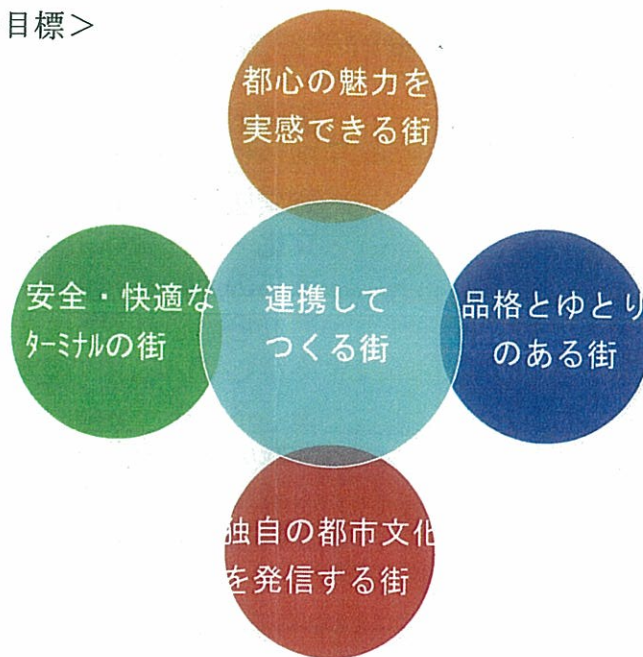 目標＞
都心の魅力を
実感できる街
安全・快適な
ﾀｰﾐﾅﾙの街
連携して
つくる街
品格とゆとり
のある街
独自の都市文化
を発信する街